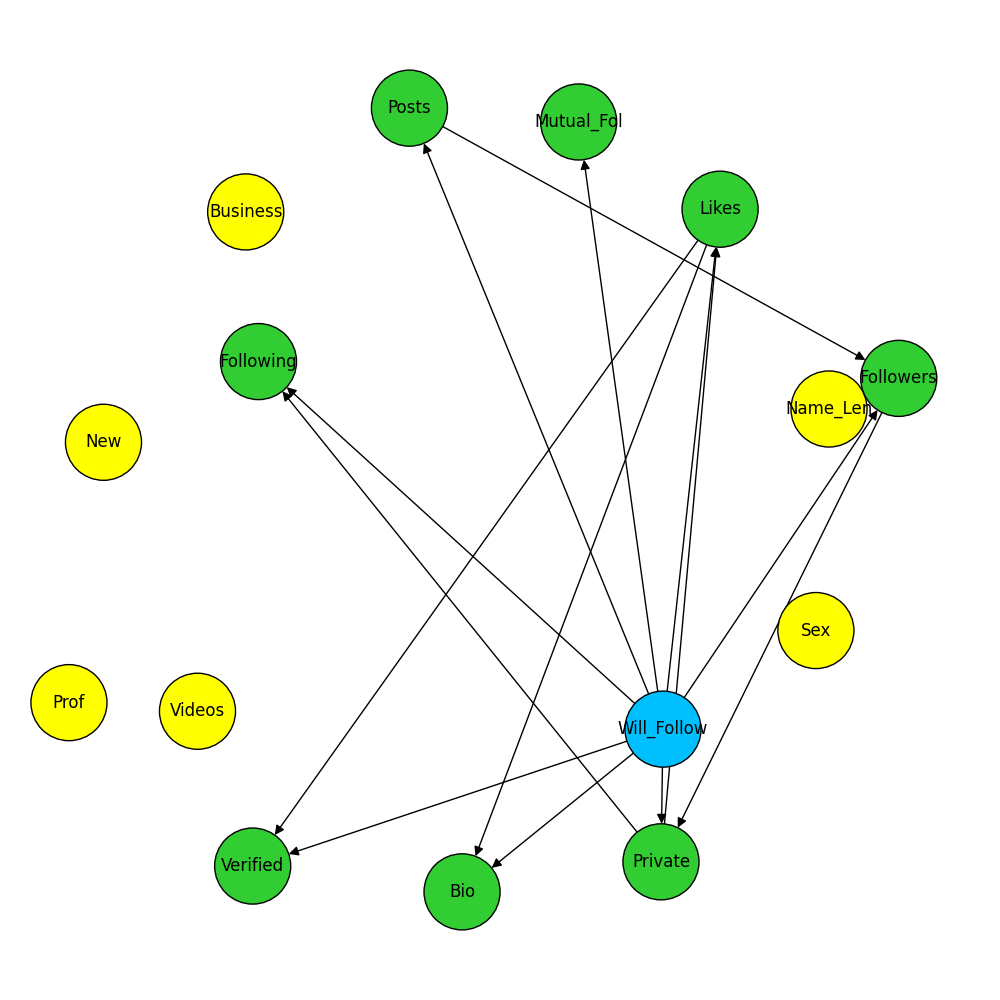 Posts
Mutual_Fol
Likes
Business
Following
Followers
Name_Len
New
Sex
Prof
Videos
Will_Follow
Verified
Bio
Private